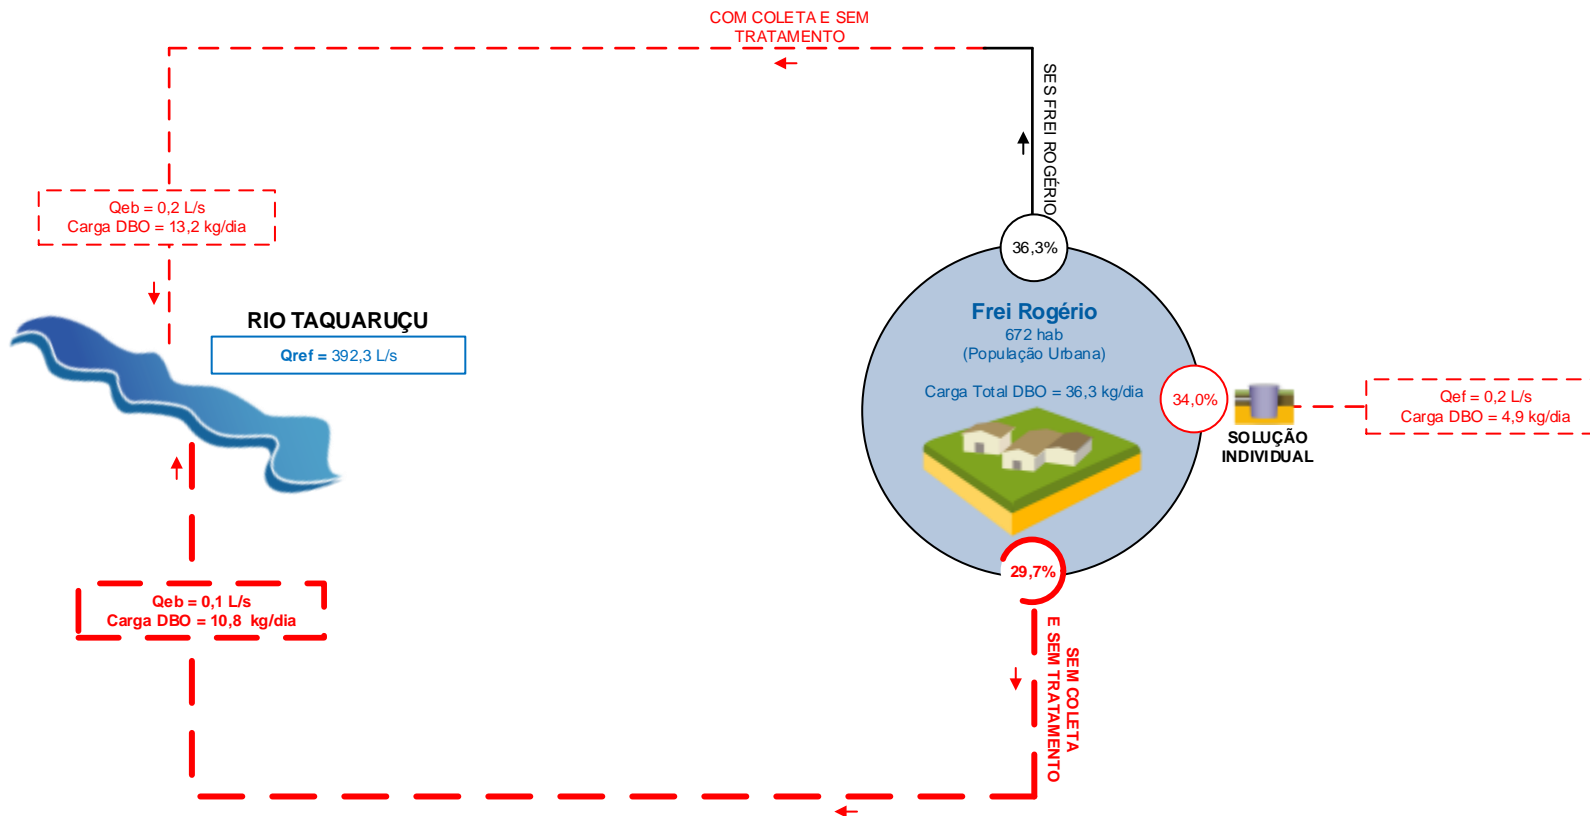 COM COLETA E SEM
TRATAMENTO
SES FREI ROGÉRIO
Qeb = 0,2 L/s
Carga DBO = 13,2 kg/dia
36,3%
RIO TAQUARUÇU
Qref = 392,3 L/s
Frei Rogério
672 hab
(População Urbana)
Carga Total DBO = 36,3 kg/dia
34,0%
SOLUÇÃO
INDIVIDUAL
Qef = 0,2 L/s
Carga DBO = 4,9 kg/dia
29,7%
Qeb = 0,1 L/s
Carga DBO = 10,8 kg/dia
SEM COLETA
E SEM TRATAMENTO